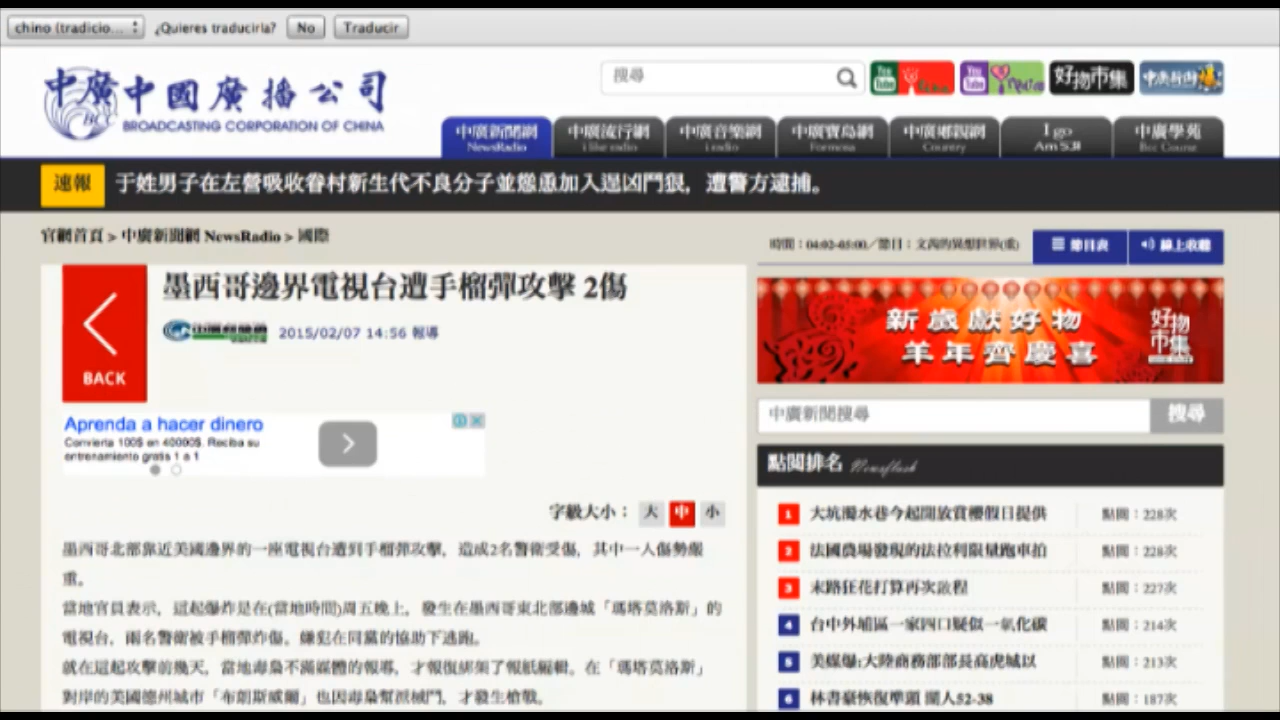 chino (tradicio... ¿Quieres traducirla? No Traducir
中廣 中國廣播公司
BROADCASTING CORPORATION OF CHINA
搜尋
好物市集
中廣新聞網 中廣流行網 中廣音樂網 中廣寶島網 中廣鄉親網 I go 中廣學苑
NewsRadio i like radio i radio Formosa Country Am 531 Bcc Course
速報 于姓男子在左營吸收眷村新生代不良分子並慫恿加入逞凶鬥狠，遭警方逮捕。
官網首頁 > 中廣新聞網 NewsRadio > 國際
時間：04:02-05:00／節目： 節目表 線上收聽
墨西哥邊界電視台遭手榴彈攻擊 2傷
2015/02/07 14:56 報導
BACK
新歲獻好物
羊年齊慶喜
好物市集
Aprenda a hacer dinero
Convierta 100$ en 40000$. Reciba su
entrenamiento gratis 1 a 1
中廣新聞搜尋 搜尋
點閱排名 Newsflash
字級大小： 大 中 小
墨西哥北部靠近美國邊界的一座電視台遭到手榴彈攻擊，造成2名警衛受傷，其中一人傷勢嚴
重。
當地官員表示，這起爆炸是在(當地時間)周五晚上，發生在墨西哥東北部邊城「瑪塔莫洛斯」的
電視台，兩名警衛被手榴彈炸傷。嫌犯在同黨的協助下逃跑。
就在這起攻擊前幾天，當地毒梟不滿媒體的報導，才報復綁架了報紙編輯。在「瑪塔莫洛斯」
對岸的美國德州城市「布朗斯威爾」也因毒梟幫派械鬥，才發生槍戰。
1 大坑濁水巷今起開放賞櫻假日提供 點閱：228次
2 法國農場發現的法拉利限量跑車拍 點閱：228次
3 末路狂花打算再次啟程 點閱：227次
4 台中外埔區一家四口疑似一氧化碳 點閱：214次
5 美媒爆:大陸商務部部長高虎城以 點閱：213次
6 林書豪恢復準頭 湖人52-38 點閱：187次